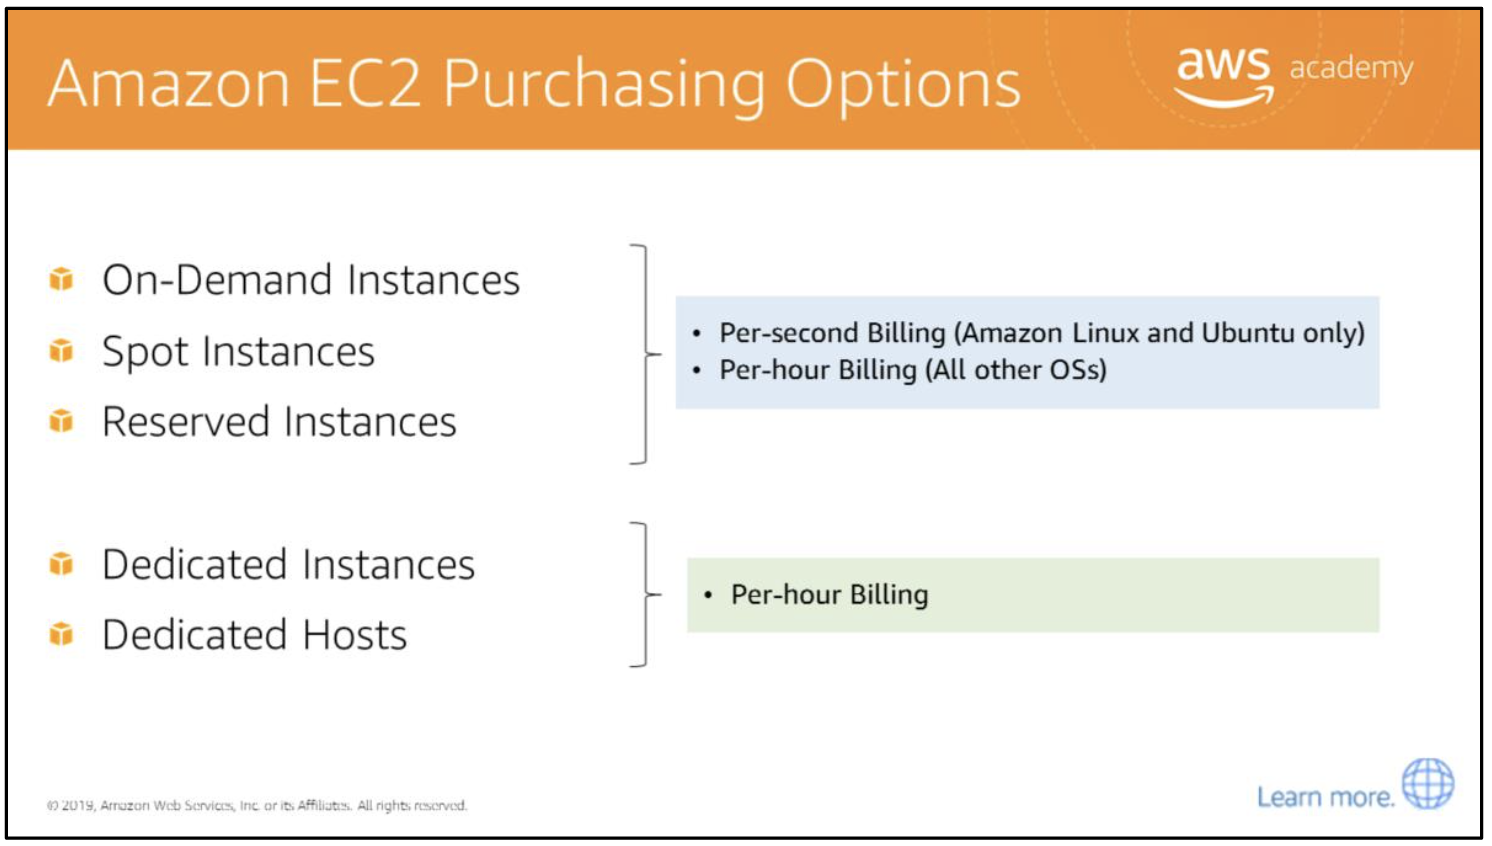 Amazon EC2 Purchasing Options
aws academy
On-Demand Instances
Spot Instances
Reserved Instances
• Per-second Billing (Amazon Linux and Ubuntu only)
• Per-hour Billing (All other OSs)
Dedicated Instances
Dedicated Hosts
• Per-hour Billing
© 2019, Amazon Web Services, Inc. or its Affiliates. All rights reserved.
Learn more.